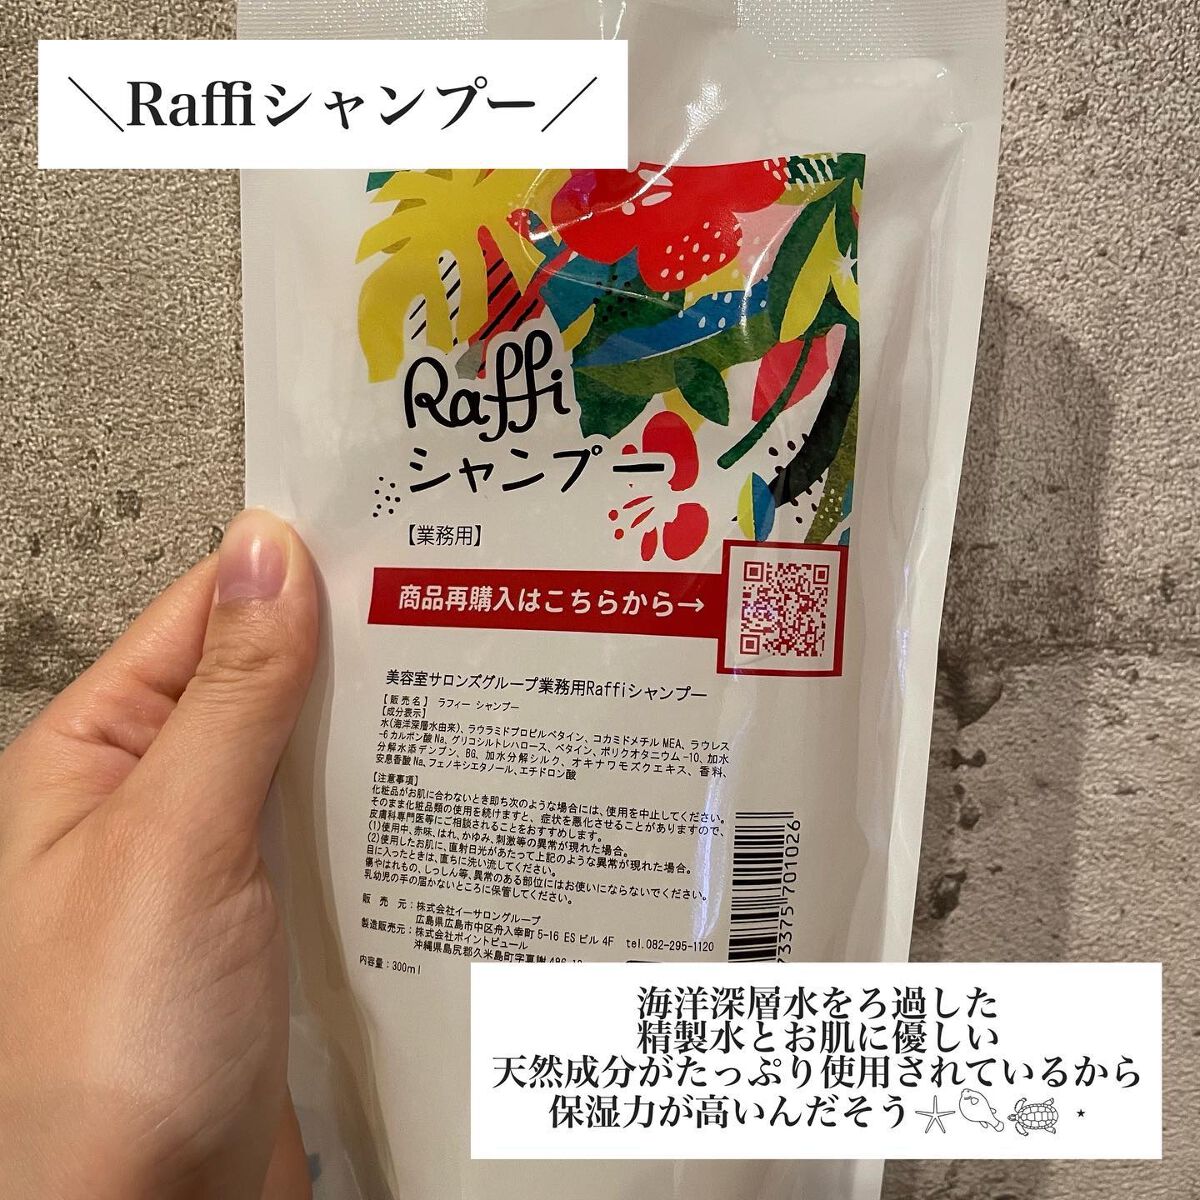 ＼Raffiシャンプー／
Raffi
シャンプー
【業務用】
商品再購入はこちらから→
美容室サロンズグループ業務用Raffiシャンプー
【販売名】 ラフィー シャンプー
【成分表示】
水(海洋深層水由来)、ラウラミドプロピルベタイン、コカミドメチルMEA、ラウレス
-6カルボン酸Na、グリコシルトレハロース、ベタイン、ポリクオタニウム-10、加水
分解水添デンプン、BG、加水分解シルク、オキナワモズクエキス、香料、
安息香酸Na、フェノキシエタノール、エチドロン酸
【注意事項】
化粧品がお肌に合わないとき即ち次のような場合には、使用を中止してください。
そのまま化粧品類の使用を続けますと、症状を悪化させることがありますので、
皮膚科専門医等にご相談されることをおすすめします。
(1)使用中、赤味、はれ、かゆみ、刺激等の異常が現れた場合。
(2)使用したお肌に、直射日光があたって上記のような異常が現れた場合。
目に入ったときは、直ちに洗い流してください。
傷やはれもの、しっしん等、異常のある部位にはお使いにならないでください。
乳幼児の手の届かないところに保管してください。
販 売 元：株式会社イーサロングループ
広島県広島市中区舟入幸町5-16 ESビル4F tel.082-295-1120
製造販売元：株式会社ポイントピュール
沖縄県島尻郡久米島町字真謝
内容量：300ml
73375 701026
海洋深層水をろ過した
精製水とお肌に優しい
天然成分がたっぷり使用されているから
保湿力が高いんだそう